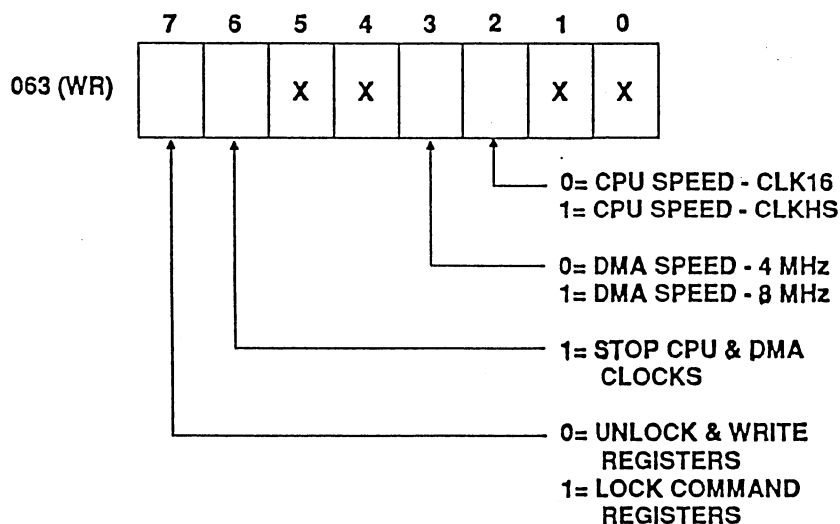 7 6 5 4 3 2 1 0
063 (WR) X X X X
0= CPU SPEED - CLK16
1= CPU SPEED - CLKHS
0= DMA SPEED - 4 MHz
1= DMA SPEED - 8 MHz
1= STOP CPU & DMA
CLOCKS
0= UNLOCK & WRITE
REGISTERS
1= LOCK COMMAND
REGISTERS